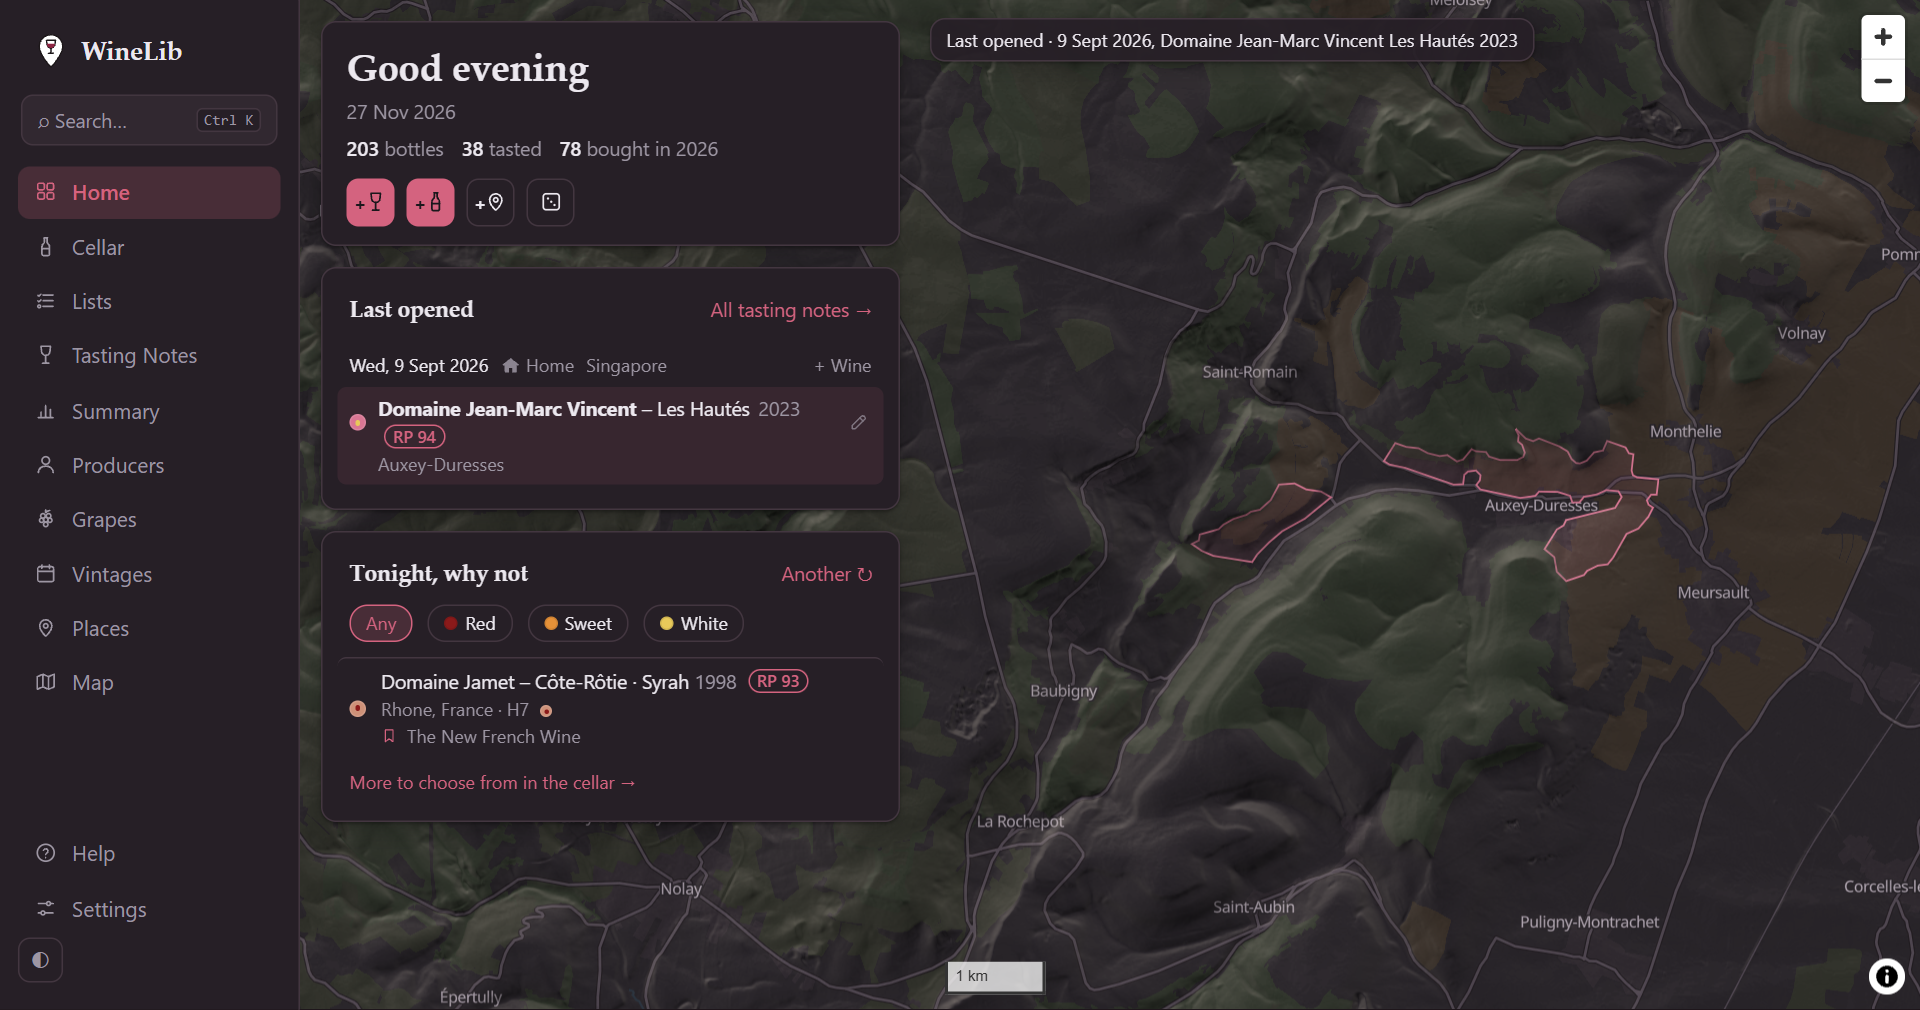 WineLib
Search...
Ctrl K
Home
Cellar
Lists
Tasting Notes
Summary
Producers
Grapes
Vintages
Places
Map
Help
Settings
Good evening
27 Nov 2026
203 bottles 38 tasted 78 bought in 2026
+
+
+
Last opened
All tasting notes →
Wed, 9 Sept 2026 Home Singapore
+ Wine
Domaine Jean-Marc Vincent – Les Hautés 2023
RP 94
Auxey-Duresses
Tonight, why not
Another ↻
Any
Red
Sweet
White
Domaine Jamet – Côte-Rôtie · Syrah 1998 RP 93
Rhone, France · H7
The New French Wine
More to choose from in the cellar →
Last opened · 9 Sept 2026, Domaine Jean-Marc Vincent Les Hautés 2023
+
−
Meloisey
Pomm
Volnay
Saint-Romain
Monthelie
Auxey-Duresses
Meursault
Baubigny
La Rochepot
Nolay
Saint-Aubin
Puligny-Montrachet
Corcelles-le
Épertully
1 km